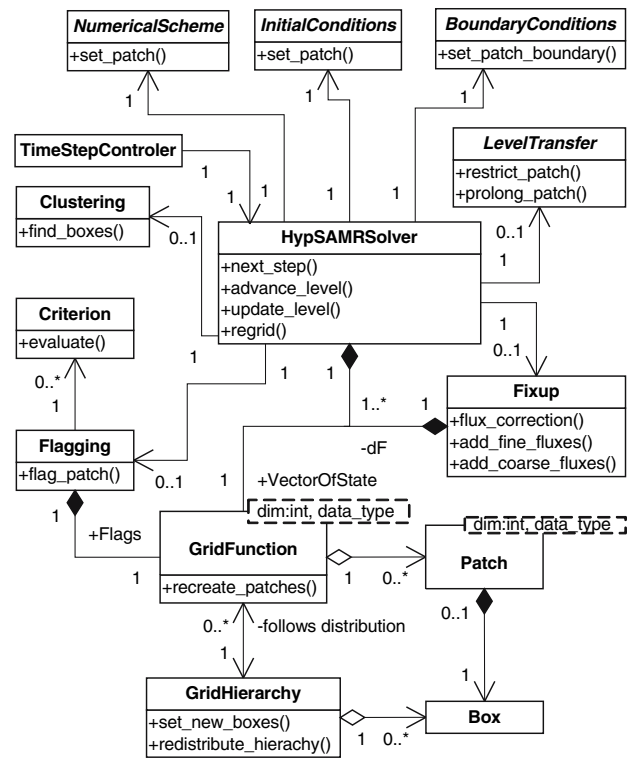 NumericalScheme
+set_patch()
InitialConditions
+set_patch()
BoundaryConditions
+set_patch_boundary()
1
1
1
TimeStepControler
1
1
1
1
1
LevelTransfer
+restrict_patch()
+prolong_patch()
0..1
1
Clustering
+find_boxes()
0..1
HypSAMRSolver
+next_step()
+advance_level()
+update_level()
+regrid()
1
0..1
Criterion
+evaluate()
0..*
1
1
1
1
Fixup
+flux_correction()
+add_fine_fluxes()
+add_coarse_fluxes()
1..*
1
-dF
Flagging
+flag_patch()
0..1
1
+Flags
1
1
+VectorOfState
dim:int, data_type
GridFunction
+recreate_patches()
1
0..*
dim:int, data_type
Patch
0..1
1
0..*
-follows distribution
1
GridHierarchy
+set_new_boxes()
+redistribute_hierachy()
1
0..*
Box